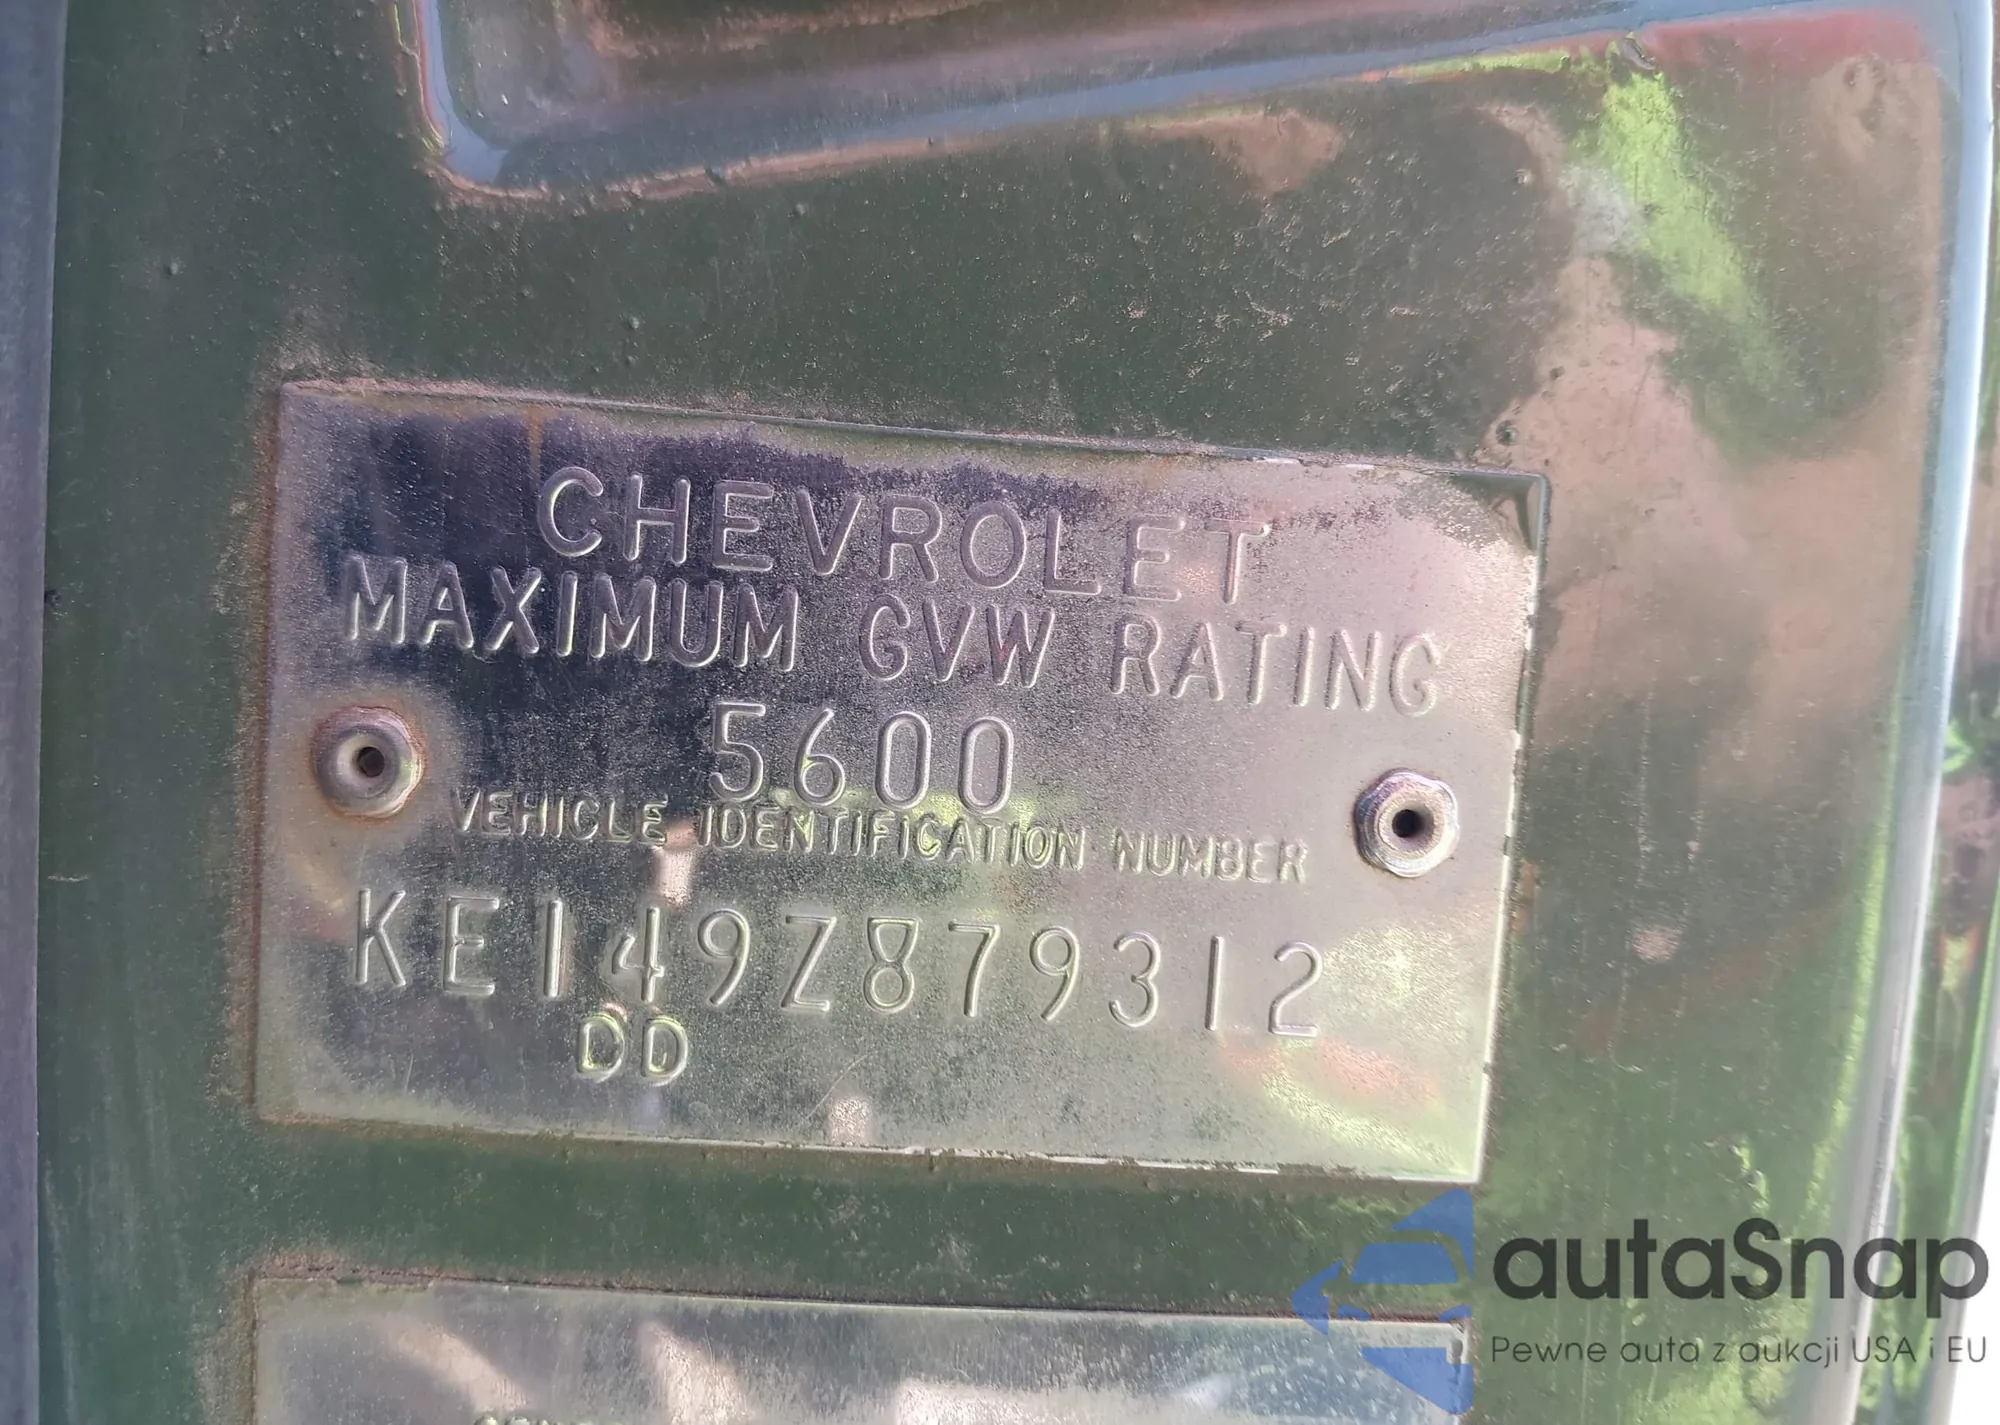 CHEVROLET
MAXIMUM GVW RATING
5600
VEHICLE IDENTIFICATION NUMBER
KE149Z879312
DD
autaSnap
Pewne auta z aukcji USA i EU